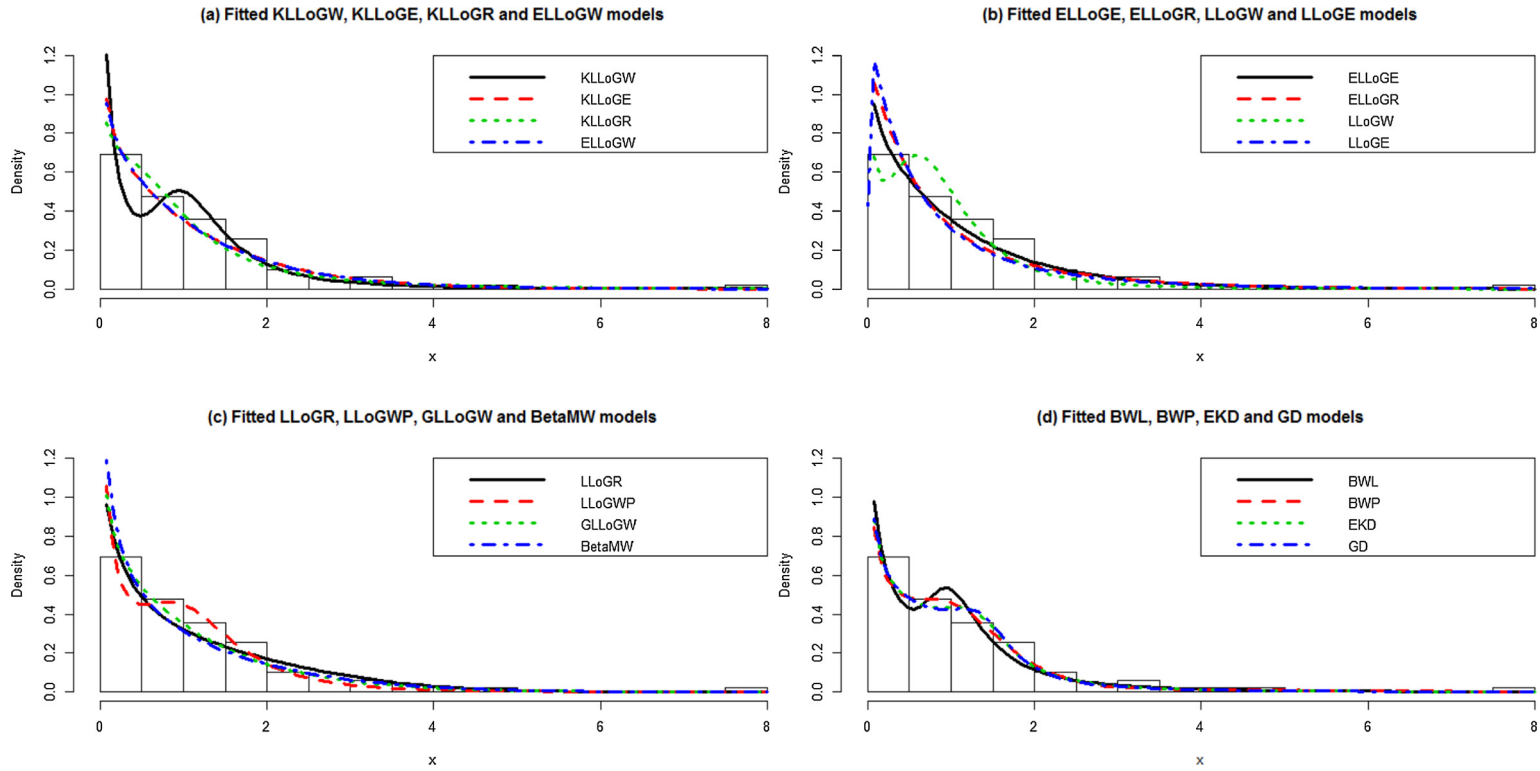 (a) Fitted KLLoGW, KLLoGE, KLLoGR and ELLoGW models
Density
0.0 0.2 0.4 0.6 0.8 1.0 1.2
KLLoGW
KLLoGE
KLLoGR
ELLoGW
0 2 4 6 8
x
(b) Fitted ELLoGE, ELLoGR, LLoGW and LLoGE models
Density
0.0 0.2 0.4 0.6 0.8 1.0 1.2
ELLoGE
ELLoGR
LLoGW
LLoGE
0 2 4 6 8
x
(c) Fitted LLoGR, LLoGWP, GLLoGW and BetaMW models
Density
0.0 0.2 0.4 0.6 0.8 1.0 1.2
LLoGR
LLoGWP
GLLoGW
BetaMW
0 2 4 6 8
x
(d) Fitted BWL, BWP, EKD and GD models
Density
0.0 0.2 0.4 0.6 0.8 1.0 1.2
BWL
BWP
EKD
GD
0 2 4 6 8
x